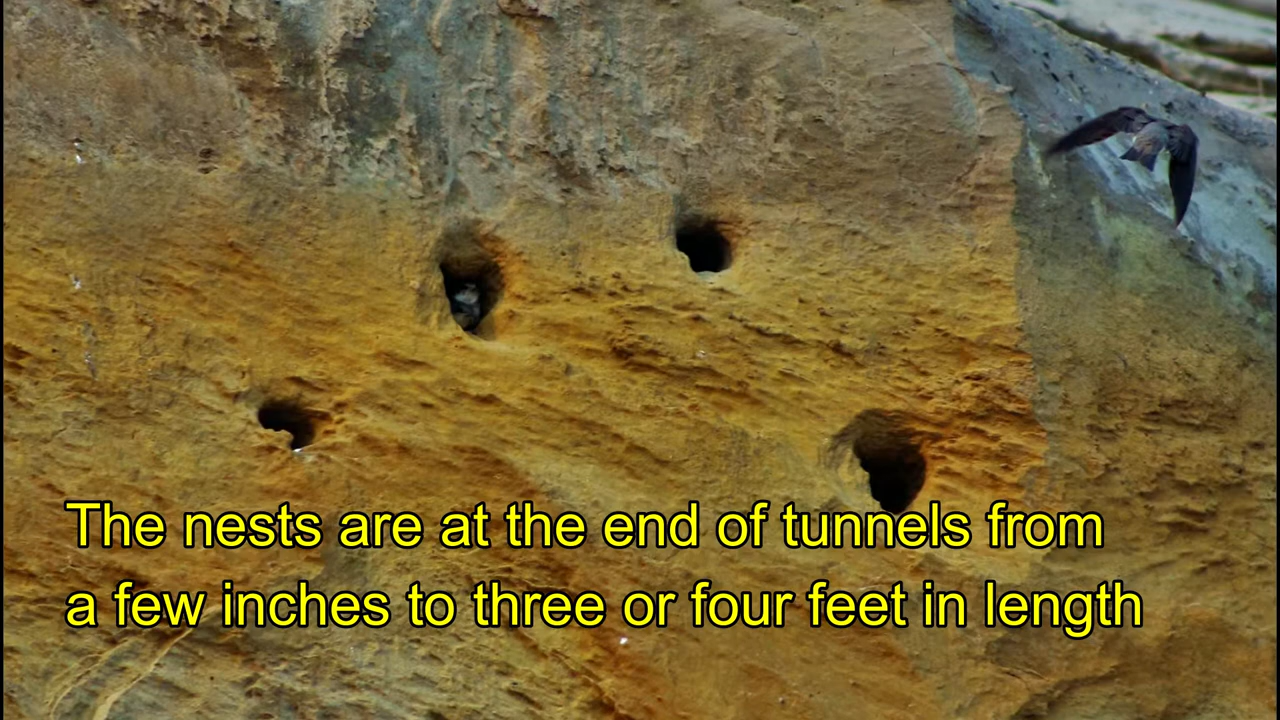 The nests are at the end of tunnels from
a few inches to three or four feet in length